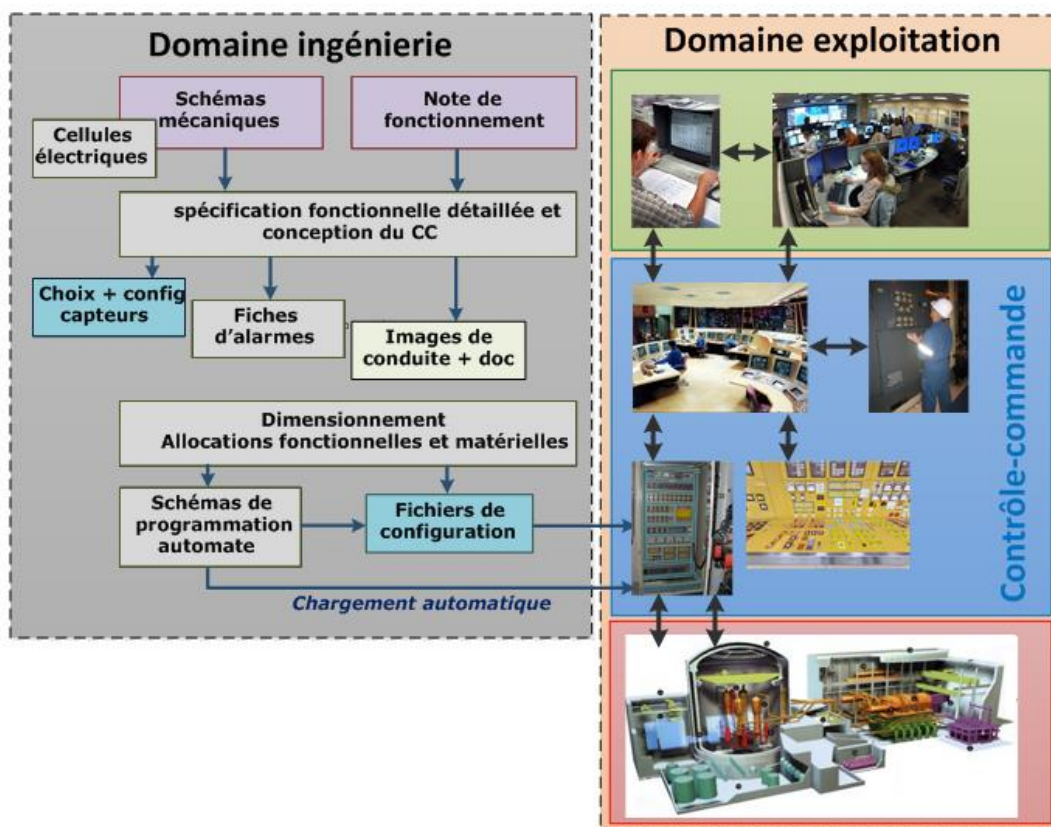 Domaine ingénierie
Schémas
mécaniques
Note de
fonctionnement
Cellules
électriques
spécification fonctionnelle détaillée et
conception du CC
Choix + config
capteurs
Fiches
d'alarmes
Images de
conduite + doc
Dimensionnement
Allocations fonctionnelles et matérielles
Schémas de
programmation
automate
Fichiers de
configuration
Chargement automatique
Domaine exploitation
Contrôle-commande